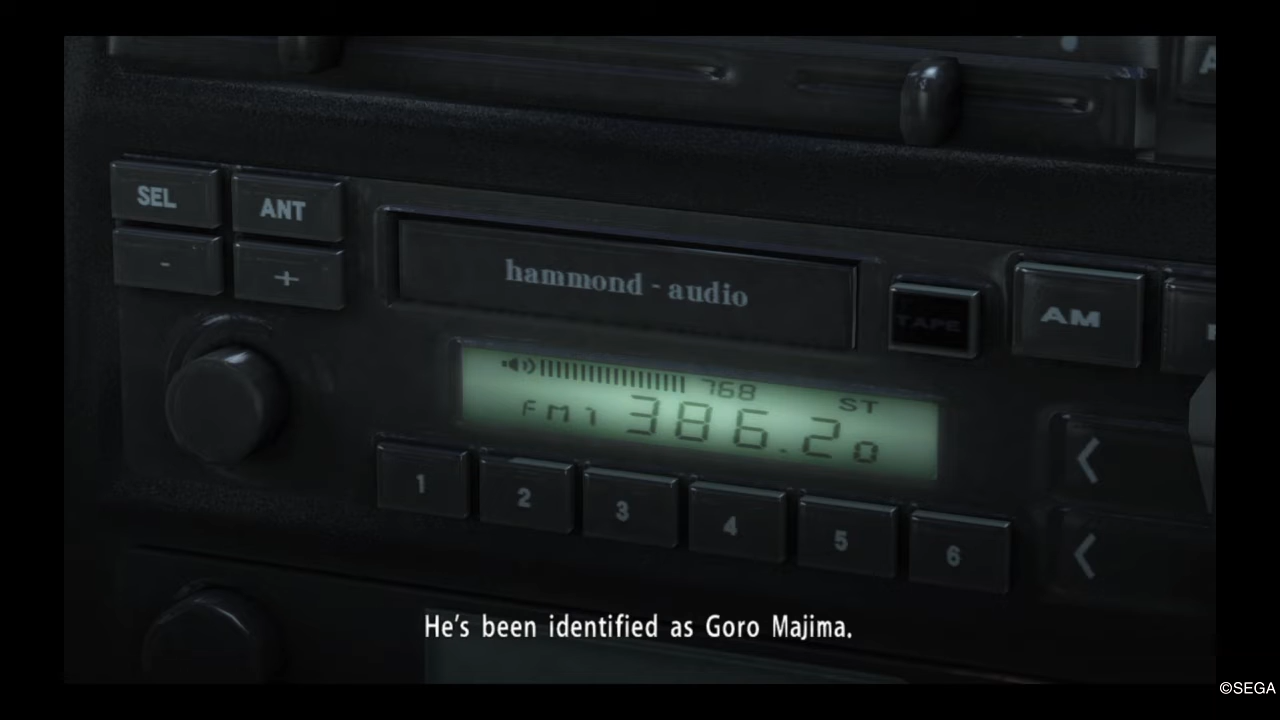 SEL
ANT
-
+
hammond - audio
TAPE
AM
768
ST
FM1 386.20
1
2
3
4
5
6
He's been identified as Goro Majima.
©SEGA